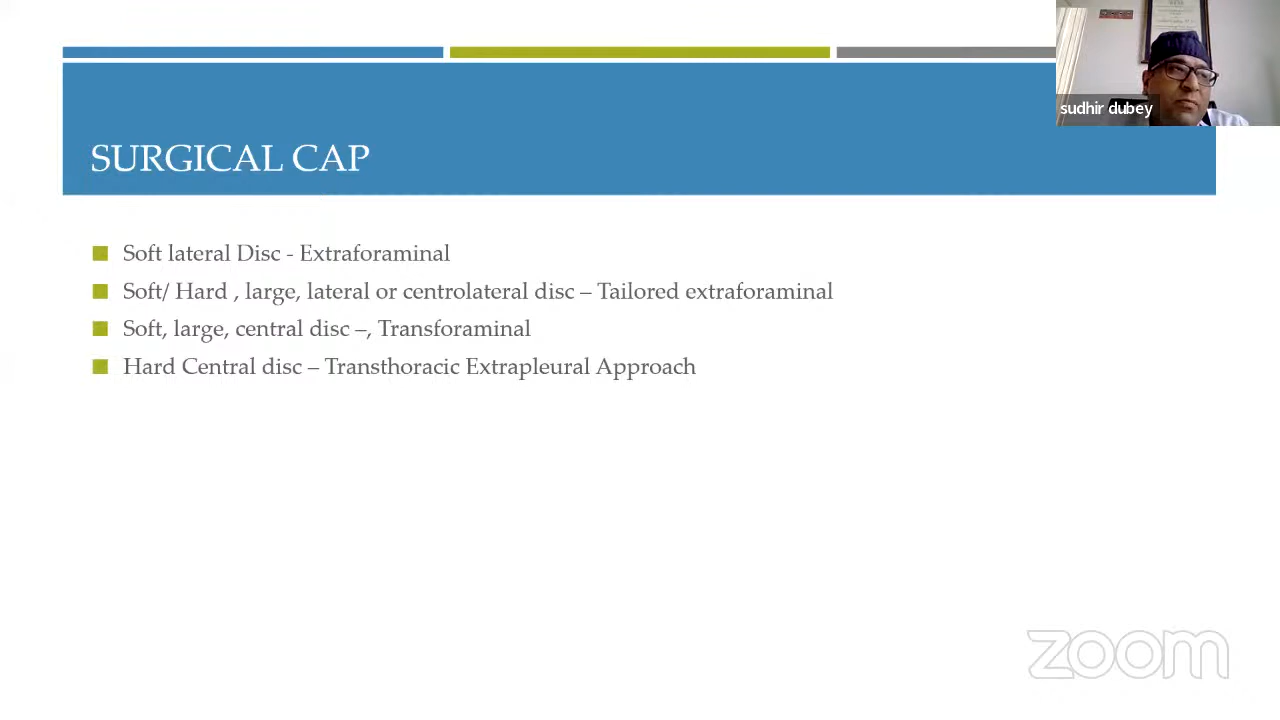 sudhir dubey
SURGICAL CAP
Soft lateral Disc - Extraforaminal
Soft/ Hard , large, lateral or centrolateral disc – Tailored extraforaminal
Soft, large, central disc –, Transforaminal
Hard Central disc – Transthoracic Extrapleural Approach
zoom